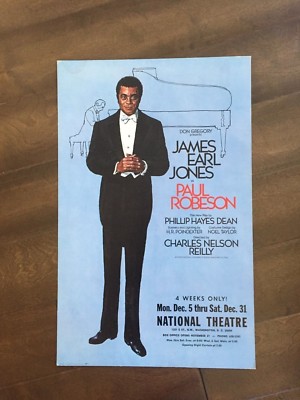 DON GREGORY
presents
JAMES
EARL
JONES
as
PAUL
ROBESON
PHILLIP HAYES DEAN
H.R. POINDEXTER
NOEL TAYLOR
CHARLES NELSON
REILLY
4 WEEKS ONLY!
Mon. Dec. 5 thru Sat. Dec. 31
NATIONAL THEATRE